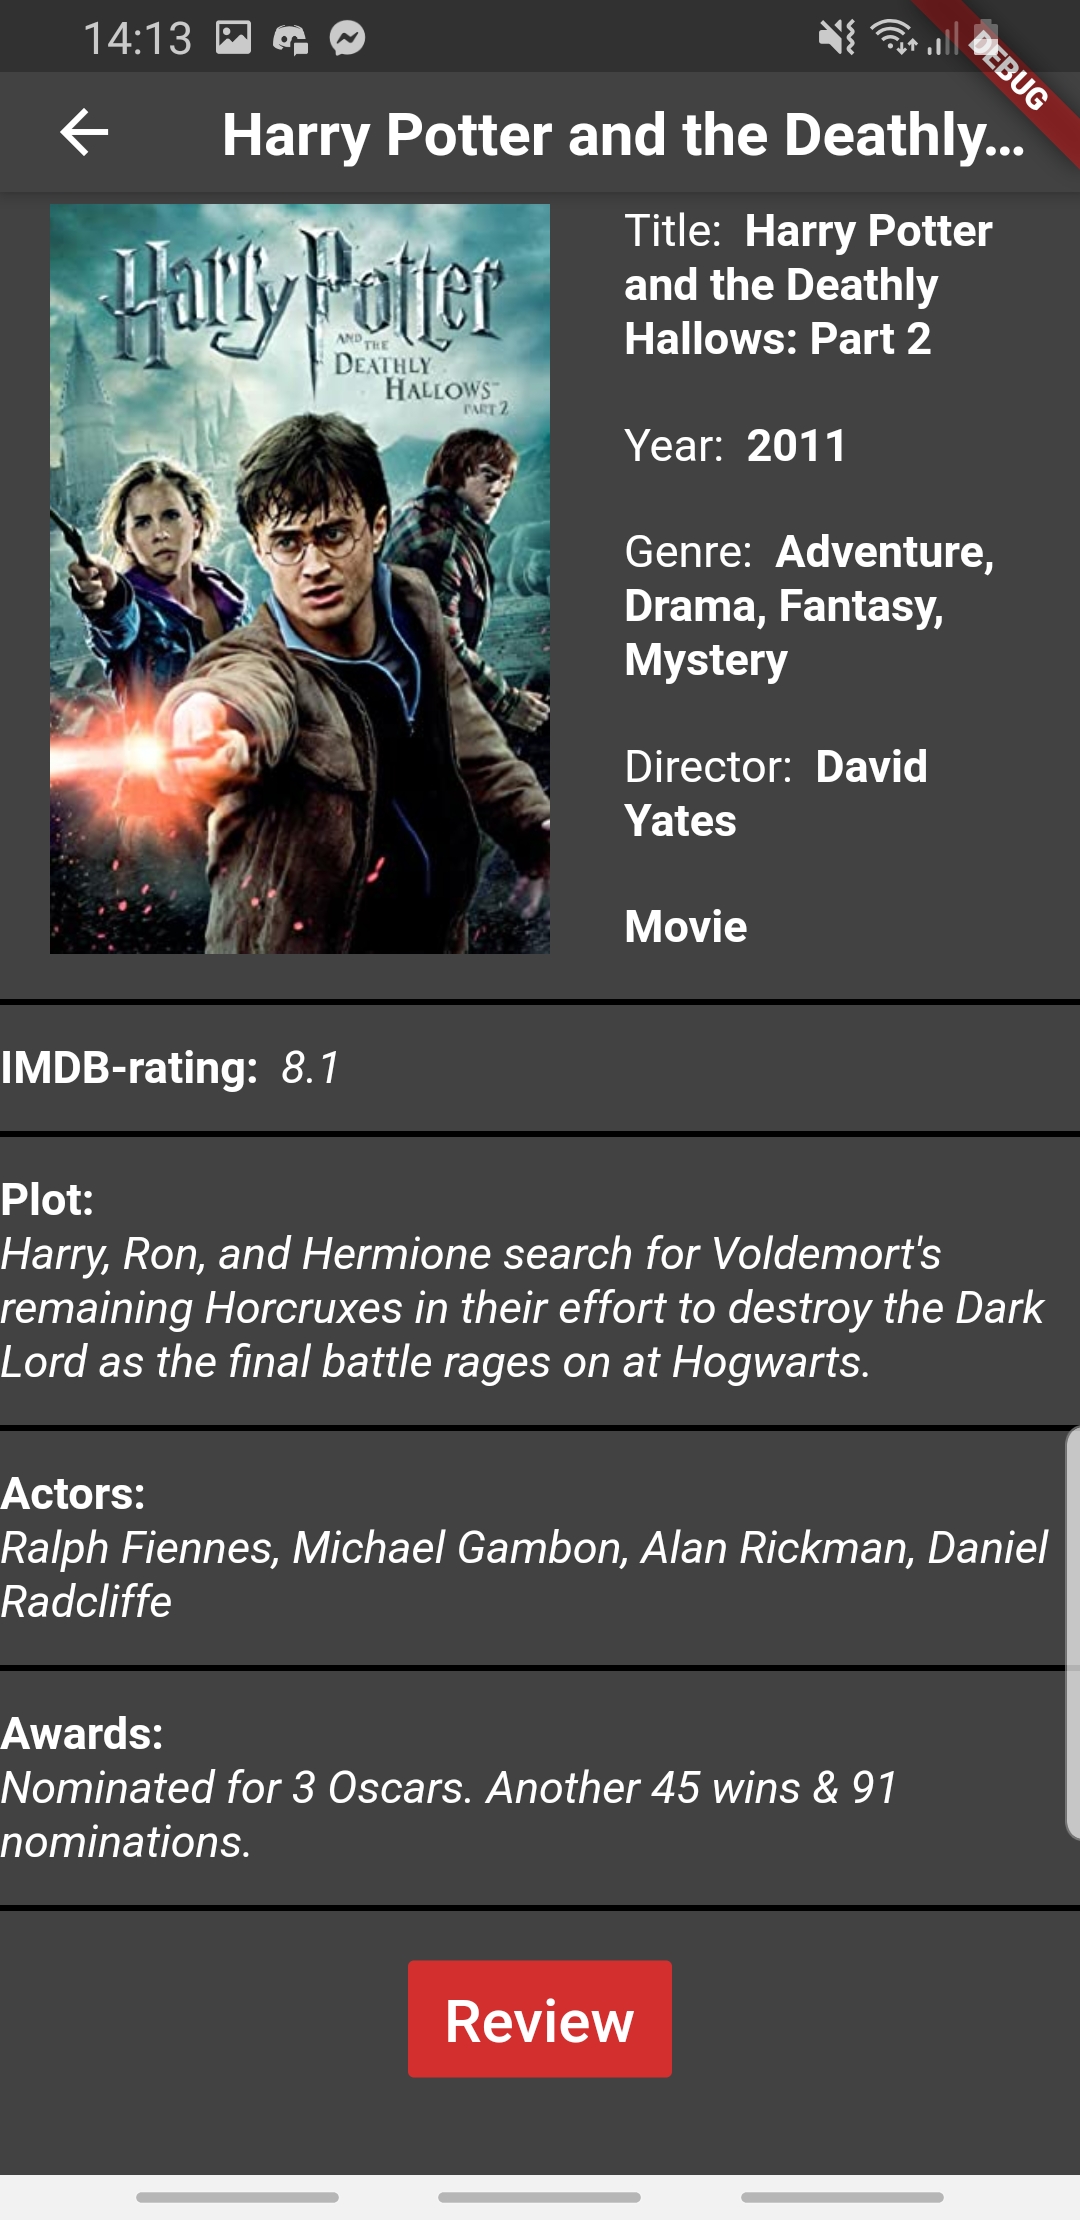 14:13
DEBUG
Harry Potter and the Deathly...
Harry Potter
AND THE
DEATHLY
HALLOWS™
PART 2
Title: Harry Potter
and the Deathly
Hallows: Part 2
Year: 2011
Genre: Adventure,
Drama, Fantasy,
Mystery
Director: David
Yates
Movie
IMDB-rating: 8.1
Plot:
Harry, Ron, and Hermione search for Voldemort's
remaining Horcruxes in their effort to destroy the Dark
Lord as the final battle rages on at Hogwarts.
Actors:
Ralph Fiennes, Michael Gambon, Alan Rickman, Daniel
Radcliffe
Awards:
Nominated for 3 Oscars. Another 45 wins & 91
nominations.
Review